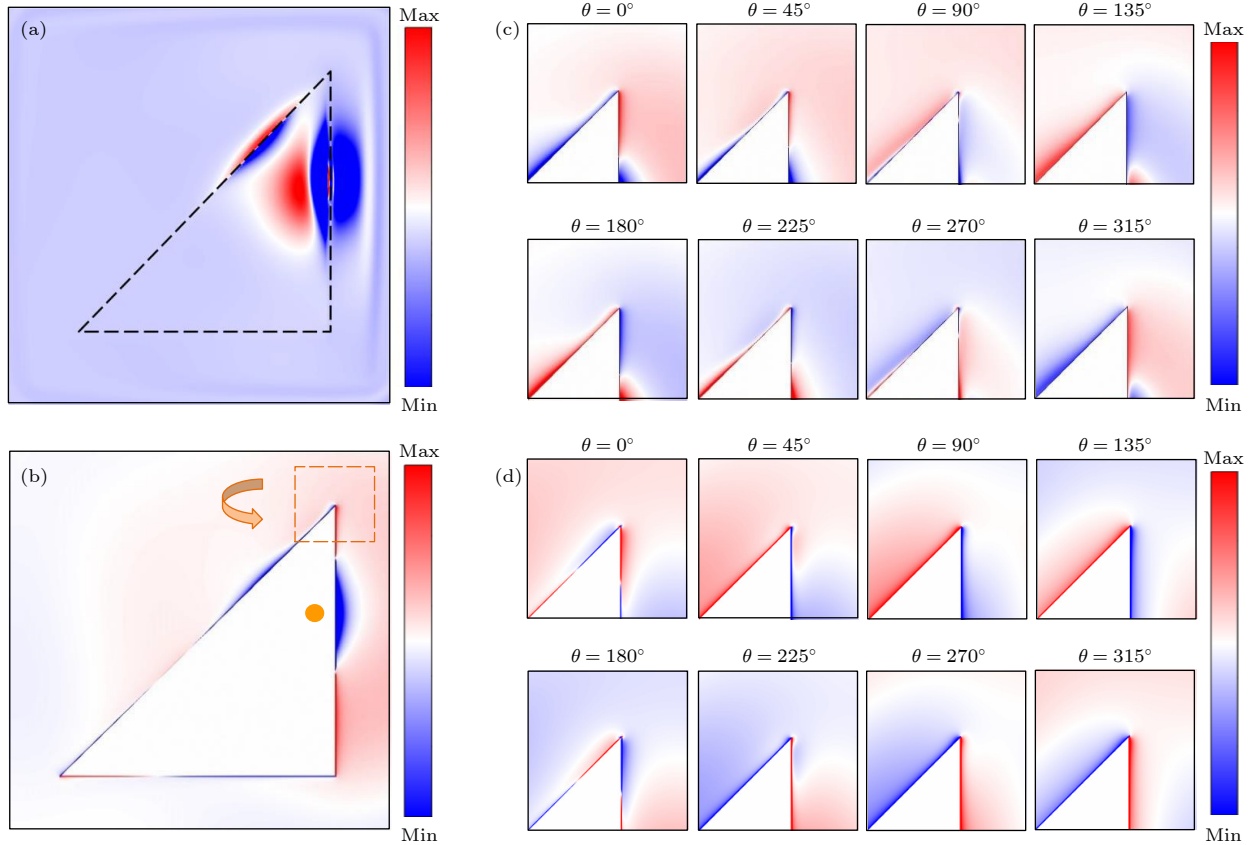 (a)
Max
Min
(b)
Max
Min
(c)
θ = 0° θ = 45° θ = 90° θ = 135°
Max
θ = 180° θ = 225° θ = 270° θ = 315°
Min
(d)
θ = 0° θ = 45° θ = 90° θ = 135°
Max
θ = 180° θ = 225° θ = 270° θ = 315°
Min